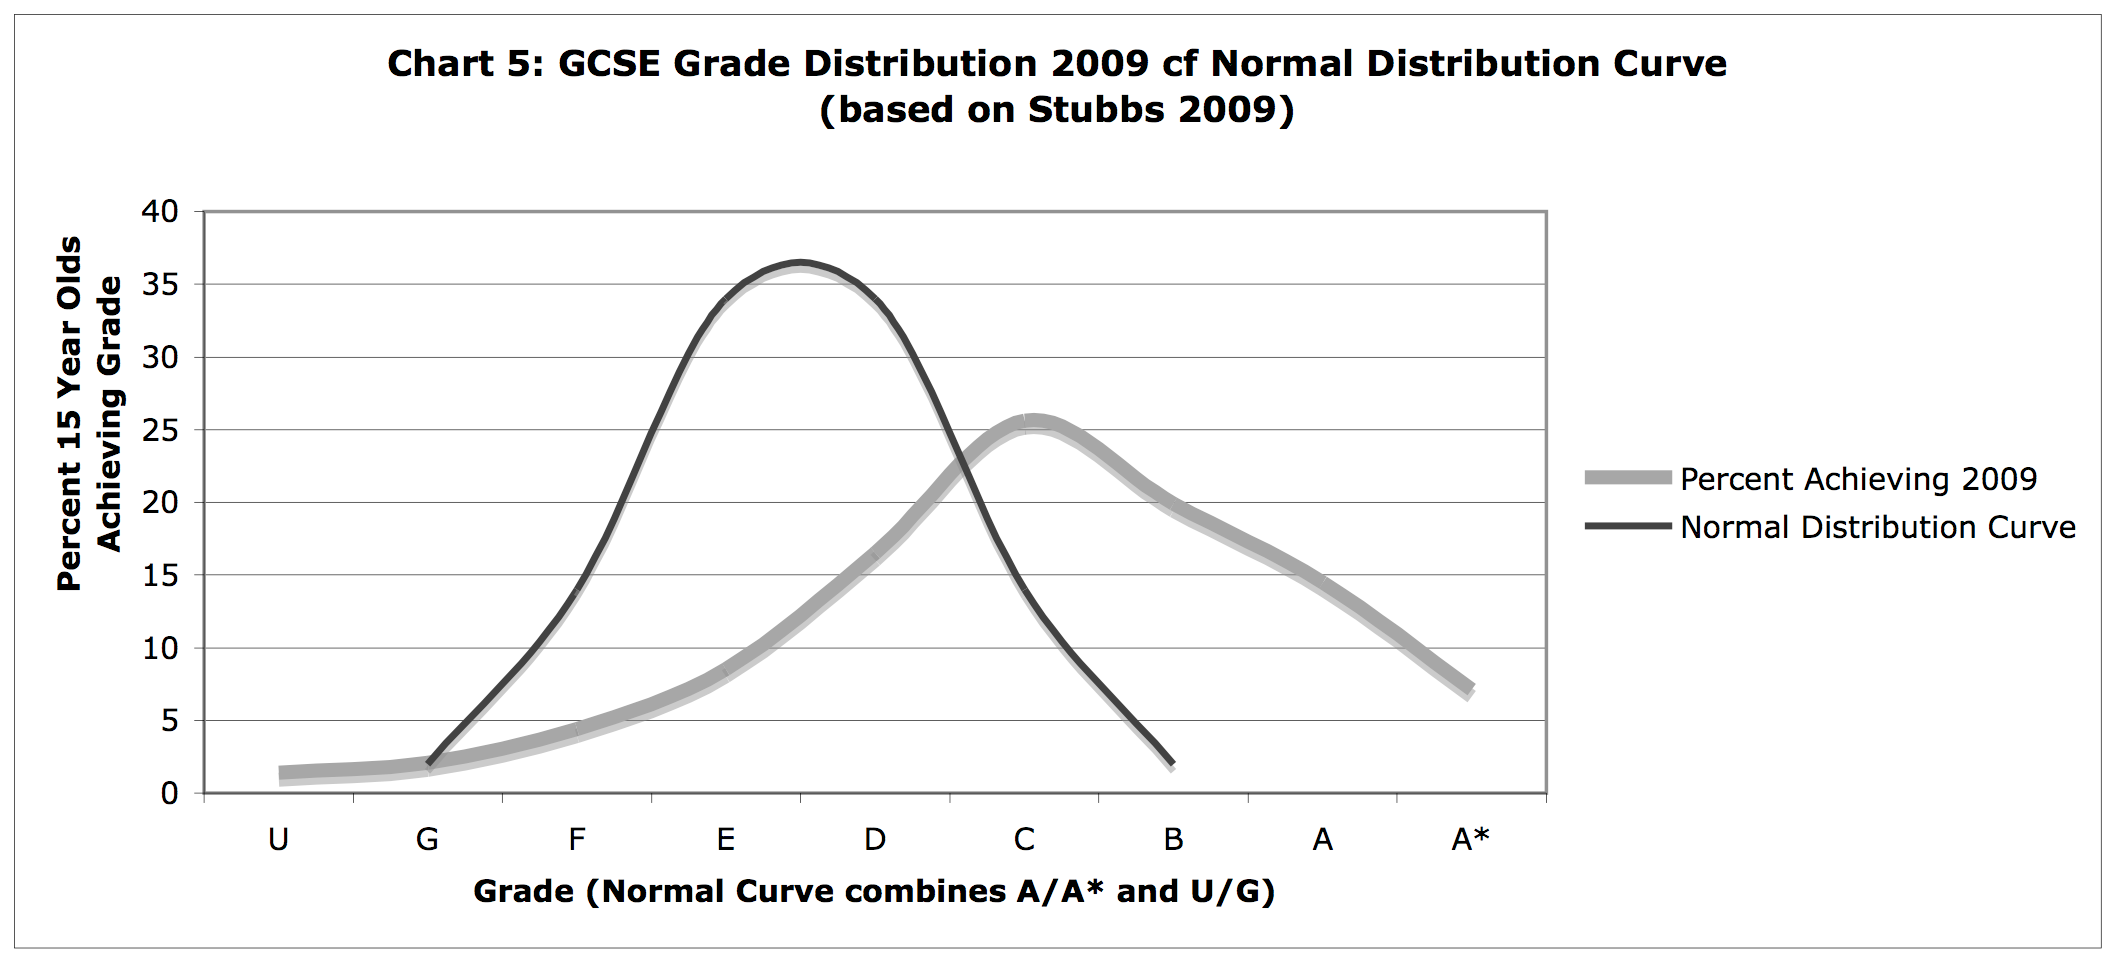 Chart 5: GCSE Grade Distribution 2009 cf Normal Distribution Curve
(based on Stubbs 2009)
Percent 15 Year Olds
Achieving Grade
40
35
30
25
20
15
10
5
0
U G F E D C B A A*
Grade (Normal Curve combines A/A* and U/G)
Percent Achieving 2009
Normal Distribution Curve